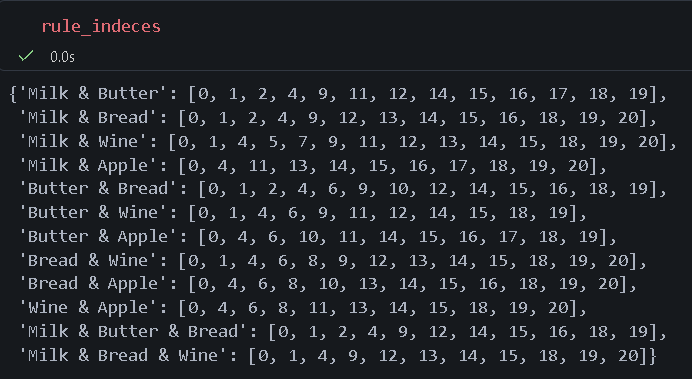 rule_indeces
0.0s
{'Milk & Butter': [0, 1, 2, 4, 9, 11, 12, 14, 15, 16, 17, 18, 19],
'Milk & Bread': [0, 1, 2, 4, 9, 12, 13, 14, 15, 16, 18, 19, 20],
'Milk & Wine': [0, 1, 4, 5, 7, 9, 11, 12, 13, 14, 15, 18, 19, 20],
'Milk & Apple': [0, 4, 11, 13, 14, 15, 16, 17, 18, 19, 20],
'Butter & Bread': [0, 1, 2, 4, 6, 9, 10, 12, 14, 15, 16, 18, 19],
'Butter & Wine': [0, 1, 4, 6, 9, 11, 12, 14, 15, 18, 19],
'Butter & Apple': [0, 4, 6, 10, 11, 14, 15, 16, 17, 18, 19],
'Bread & Wine': [0, 1, 4, 6, 8, 9, 12, 13, 14, 15, 18, 19, 20],
'Bread & Apple': [0, 4, 6, 8, 10, 13, 14, 15, 16, 18, 19, 20],
'Wine & Apple': [0, 4, 6, 8, 11, 13, 14, 15, 18, 19, 20],
'Milk & Butter & Bread': [0, 1, 2, 4, 9, 12, 14, 15, 16, 18, 19],
'Milk & Bread & Wine': [0, 1, 4, 9, 12, 13, 14, 15, 18, 19, 20]}